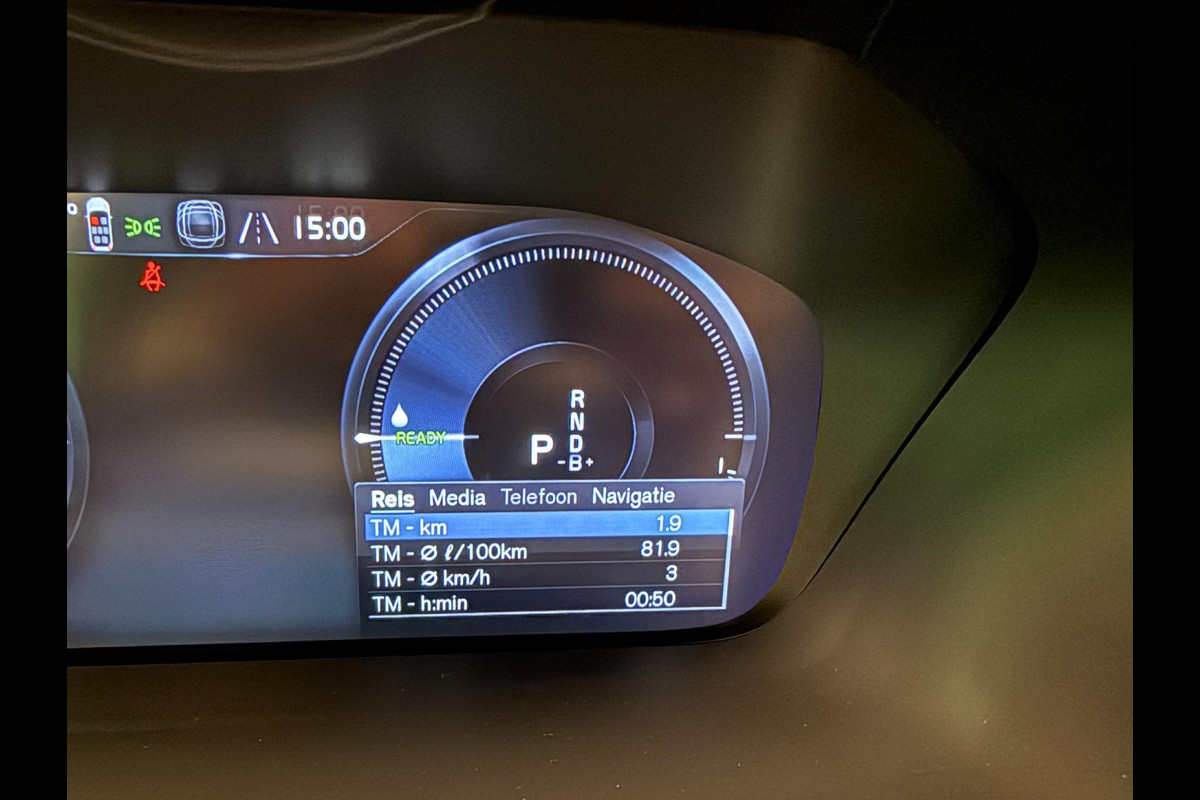 15:00
R
N
D
READY
P
-B+
Reis Media Telefoon Navigatie
TM - km 1.9
TM - Ø ℓ/100km 81.9
TM - Ø km/h 3
TM - h:min 00:50